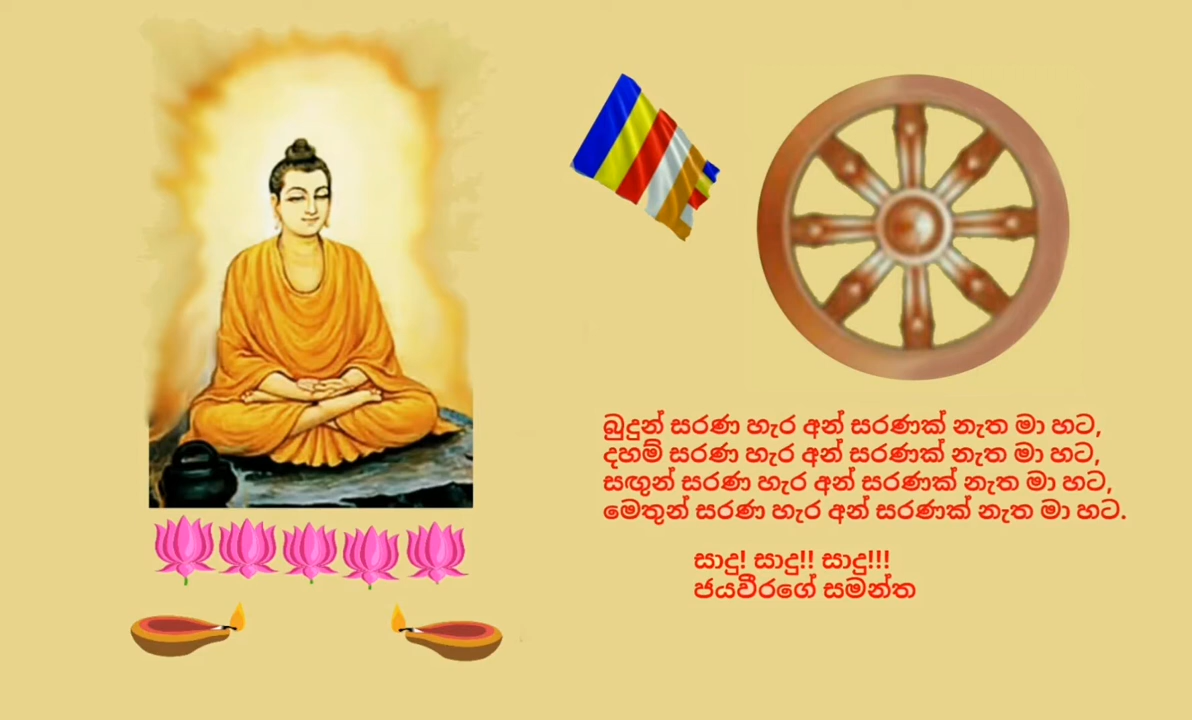 බුදුන් සරණ හැර අන් සරණක් නැත මා හට,
දහම් සරණ හැර අන් සරණක් නැත මා හට,
සඟුන් සරණ හැර අන් සරණක් නැත මා හට,
මෙතුන් සරණ හැර අන් සරණක් නැත මා හට.
සාදු! සාදු!! සාදු!!!
ජයවීරගේ සමන්ත